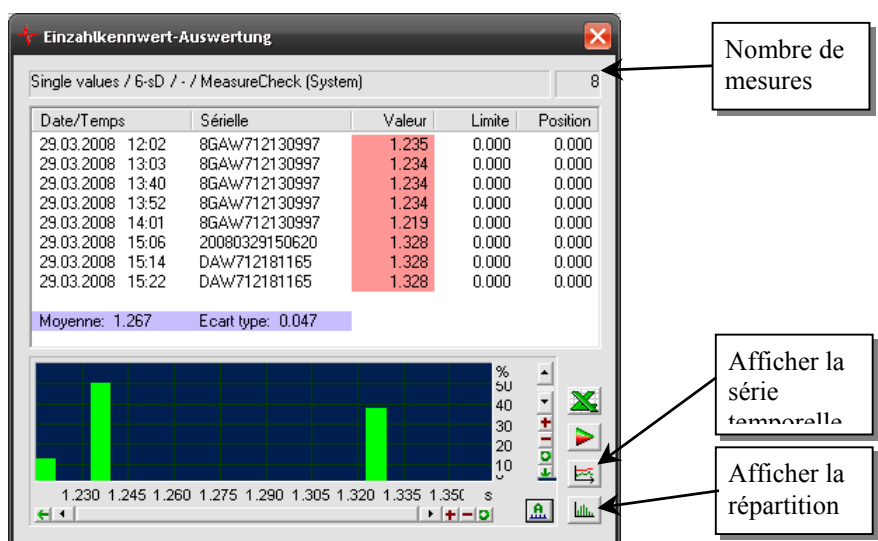 Einzahlkennwert-Auswertung
Single values / 6-sD / - / MeasureCheck (System) 8
Nombre de
mesures
Date/Temps Sérielle Valeur Limite Position
29.03.2008 12:02 8GAW712130997 1.235 0.000 0.000
29.03.2008 13:03 8GAW712130997 1.234 0.000 0.000
29.03.2008 13:40 8GAW712130997 1.234 0.000 0.000
29.03.2008 13:52 8GAW712130997 1.234 0.000 0.000
29.03.2008 14:01 8GAW712130997 1.219 0.000 0.000
29.03.2008 15:06 20080329150620 1.328 0.000 0.000
29.03.2008 15:14 DAW712181165 1.328 0.000 0.000
29.03.2008 15:22 DAW712181165 1.328 0.000 0.000
Moyenne: 1.267 Ecart type: 0.047
%
50
40
30
20
10
1.230 1.245 1.260 1.275 1.290 1.305 1.320 1.335 1.350 s
A
Afficher la
série
temporelle
Afficher la
répartition